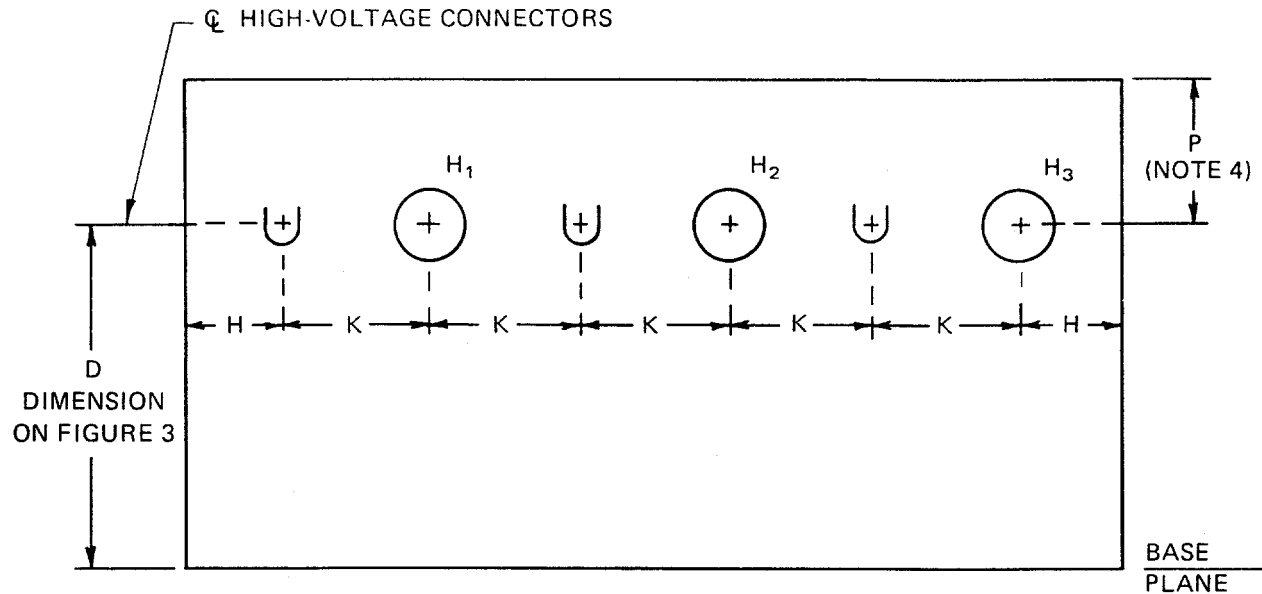 ℄ HIGH-VOLTAGE CONNECTORS
P
(NOTE 4)
H₁
H₂
H₃
H
K
K
K
K
K
H
D
DIMENSION
ON FIGURE 3
BASE
PLANE